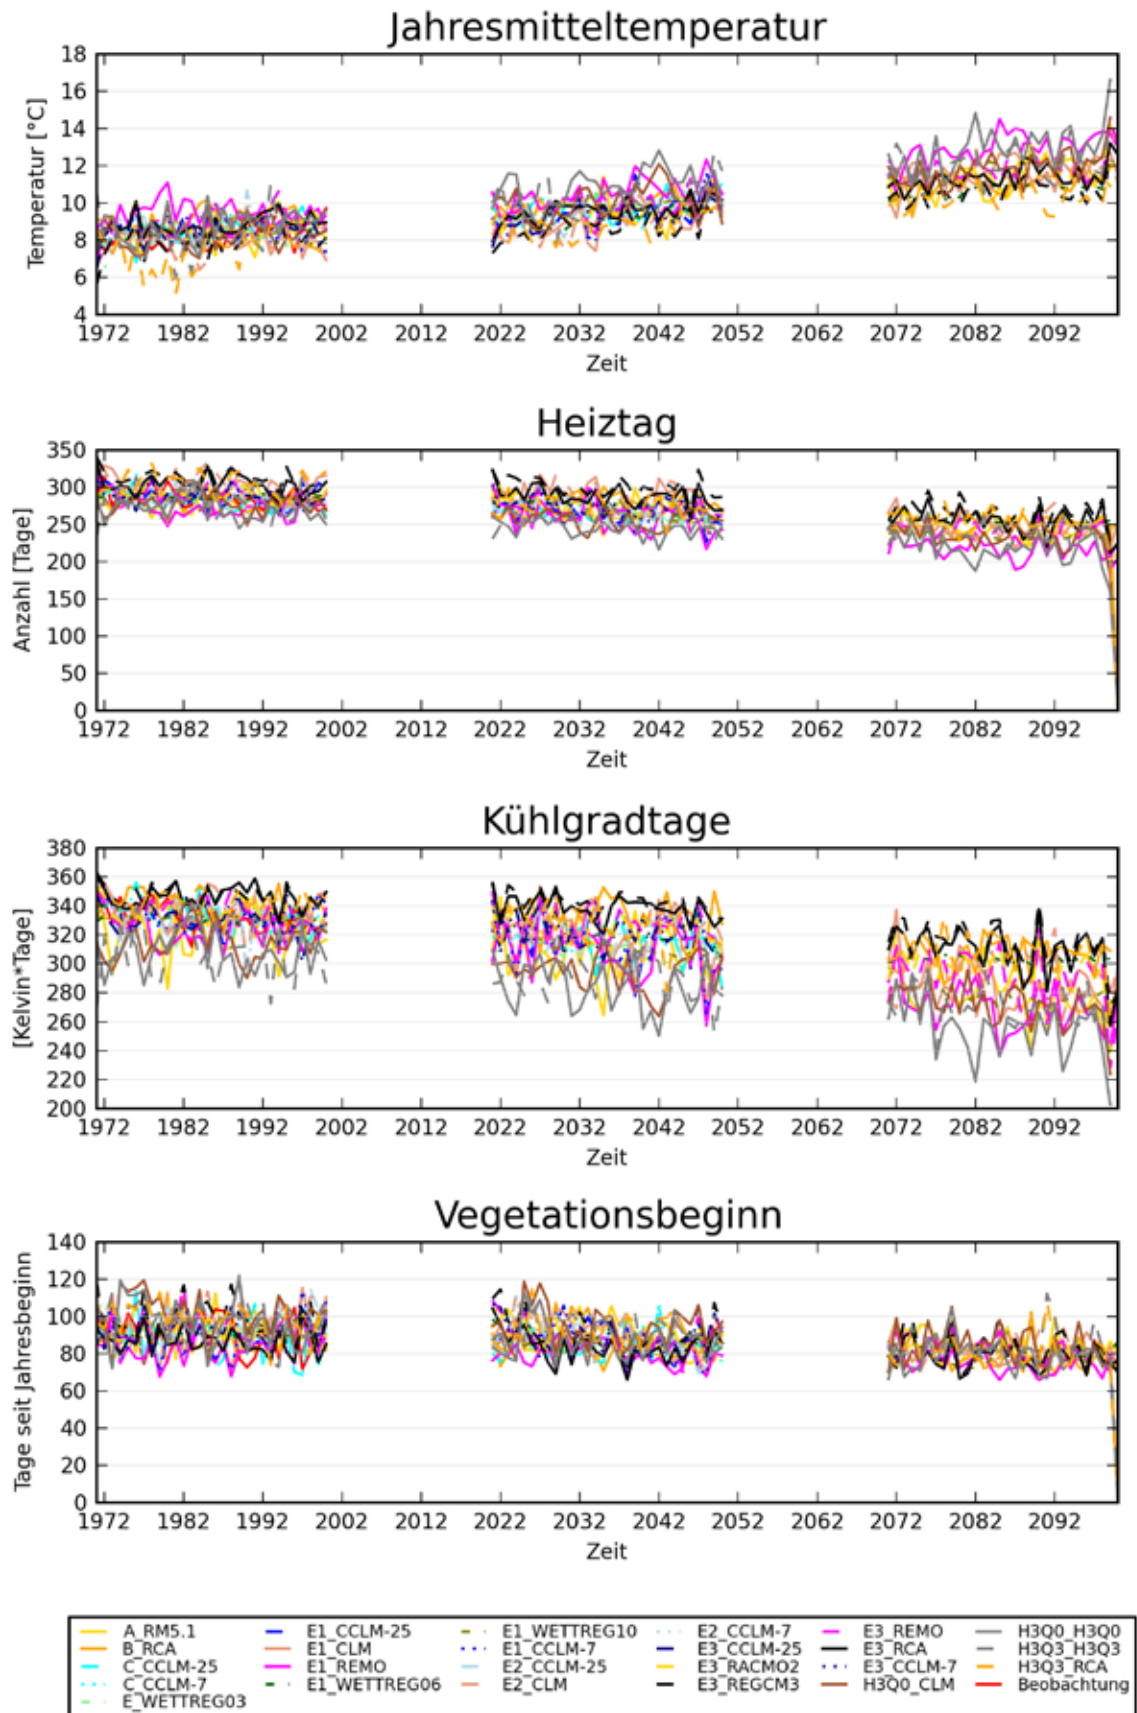 Jahresmitteltemperatur
18
16
14
12
10
8
6
4
Temperatur [°C]
1972 1982 1992 2002 2012 2022 2032 2042 2052 2062 2072 2082 2092
Zeit
Heiztag
350
300
250
200
150
100
50
0
Anzahl [Tage]
1972 1982 1992 2002 2012 2022 2032 2042 2052 2062 2072 2082 2092
Zeit
Kühlgradtage
380
360
340
320
300
280
260
240
220
200
[Kelvin*Tage]
1972 1982 1992 2002 2012 2022 2032 2042 2052 2062 2072 2082 2092
Zeit
Vegetationsbeginn
140
120
100
80
60
40
20
0
Tage seit Jahresbeginn
1972 1982 1992 2002 2012 2022 2032 2042 2052 2062 2072 2082 2092
Zeit
A_RM5.1 E1_CCLM-25 E1_WETTREG10 E2_CCLM-7 E3_REMO H3Q0_H3Q0
B_RCA E1_CLM E1_CCLM-7 E3_CCLM-25 E3_RCA H3Q3_H3Q3
C_CCLM-25 E1_REMO E2_CCLM-25 E3_RACMO2 E3_CCLM-7 H3Q3_RCA
C_CCLM-7 E1_WETTREG06 E2_CLM E3_REGCM3 H3Q0_CLM Beobachtung
E_WETTREG03